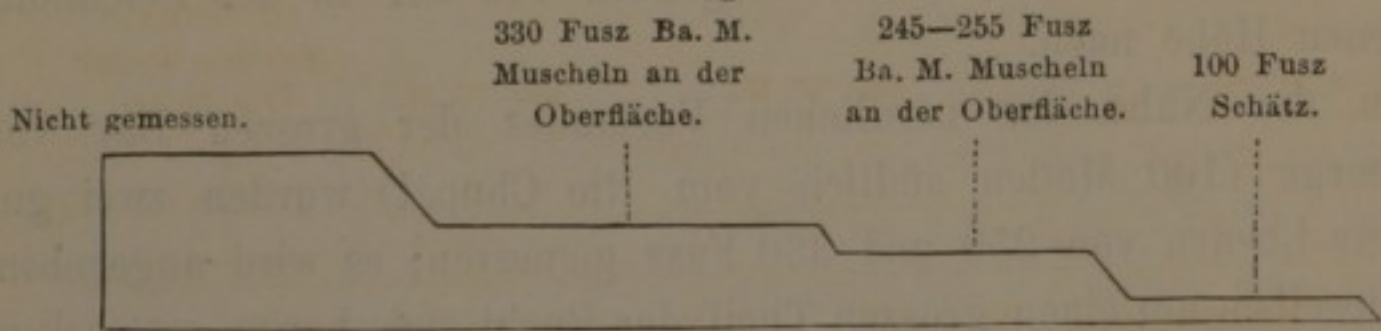 Nicht gemessen.
330 Fusz Ba. M.
Muscheln an der
Oberfläche.
245—255 Fusz
Ba. M. Muscheln
an der Oberfläche.
100 Fusz
Schätz.